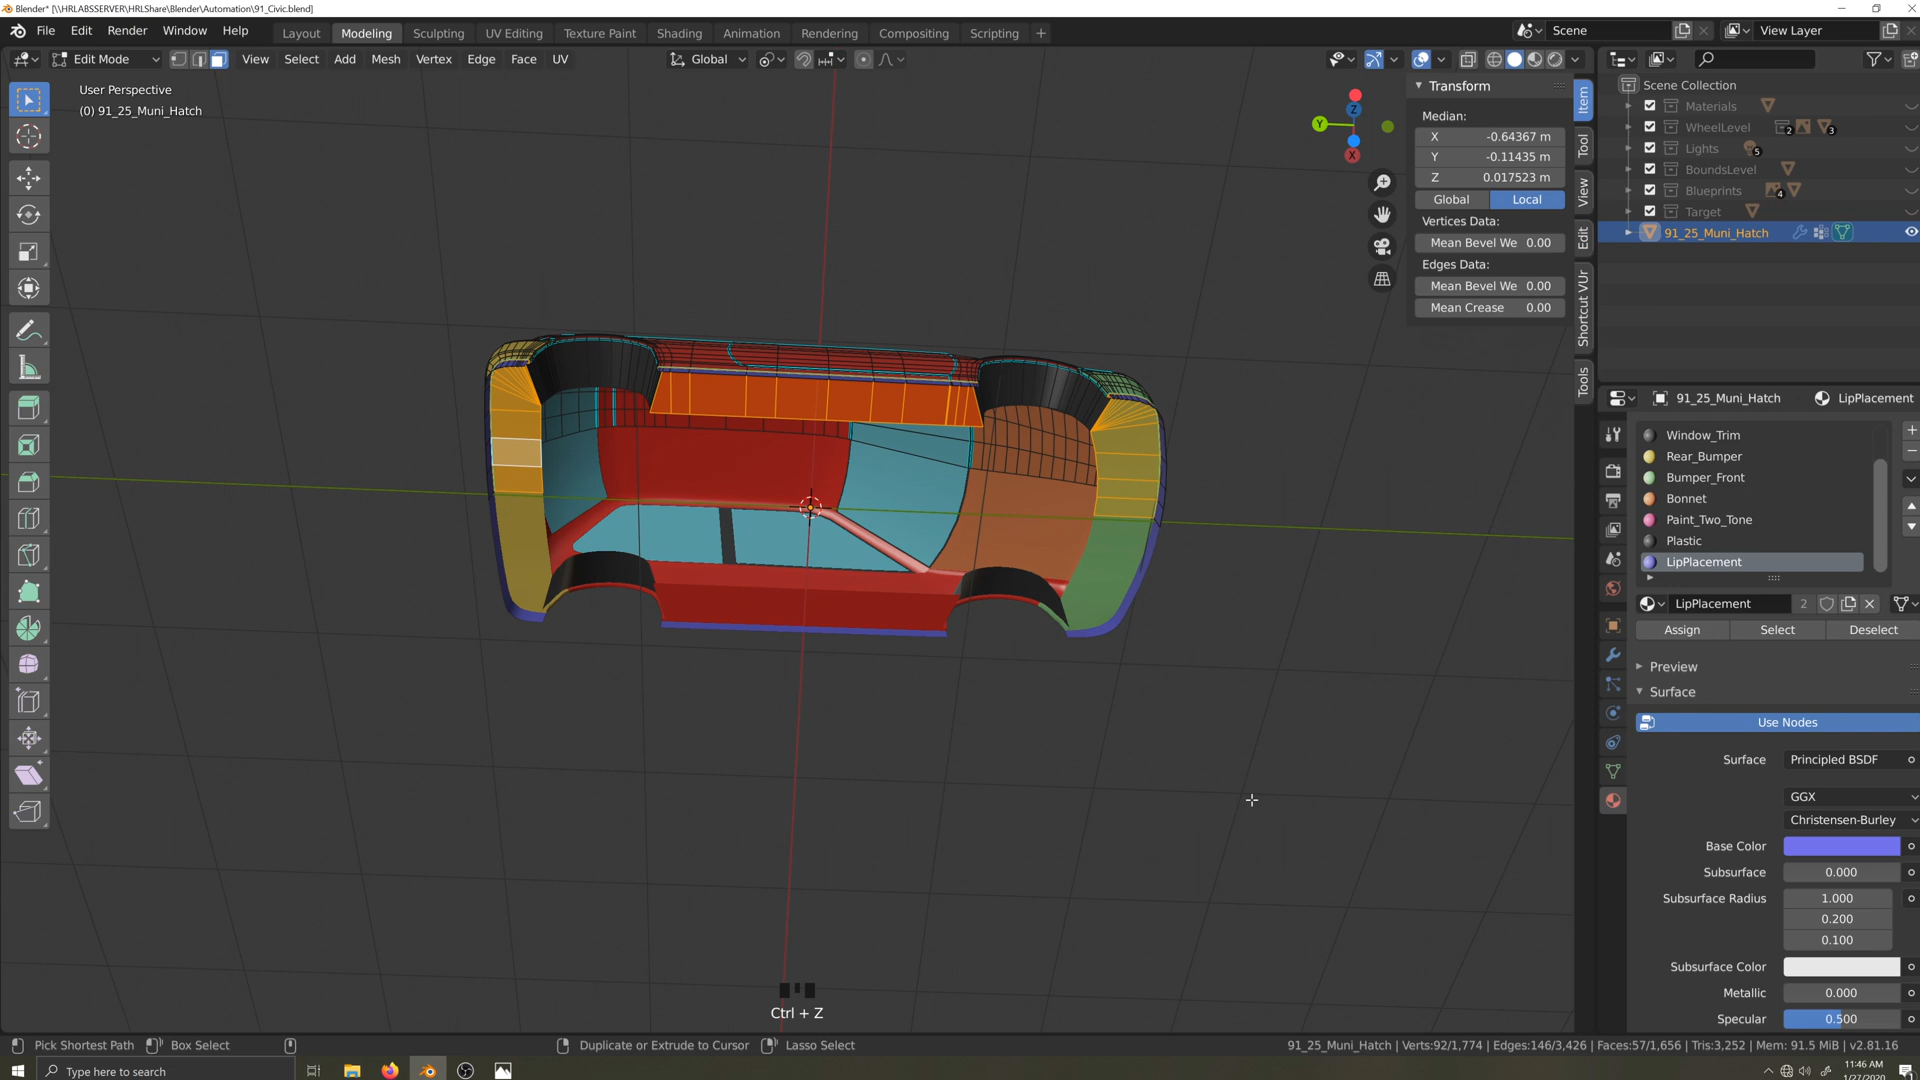 Blender* [\\HRLABSSERVER\HRLShare\Blender\Automation\91_Civic.blend]
File Edit Render Window Help Layout Modeling Sculpting UV Editing Texture Paint Shading Animation Rendering Compositing Scripting + Scene View Layer
Edit Mode View Select Add Mesh Vertex Edge Face UV Global
User Perspective
(0) 91_25_Muni_Hatch
Z
Y
X
Transform
Median:
X -0.64367 m
Y -0.11435 m
Z 0.017523 m
Global Local
Vertices Data:
Mean Bevel We 0.00
Edges Data:
Mean Bevel We 0.00
Mean Crease 0.00
Item
Tool
View
Edit
Shortcut VUr
Tools
Scene Collection
Materials
WheelLevel 2 3
Lights 5
BoundsLevel
Blueprints 4
Target
91_25_Muni_Hatch
91_25_Muni_Hatch LipPlacement
Window_Trim
Rear_Bumper
Bumper_Front
Bonnet
Paint_Two_Tone
Plastic
LipPlacement
LipPlacement 2
Assign Select Deselect
Preview
Surface
Use Nodes
Surface Principled BSDF
GGX
Christensen-Burley
Base Color
Subsurface 0.000
Subsurface Radius 1.000
0.200
0.100
Subsurface Color
Metallic 0.000
Specular 0.500
Ctrl + Z
Pick Shortest Path Box Select Duplicate or Extrude to Cursor Lasso Select 91_25_Muni_Hatch | Verts:92/1,774 | Edges:146/3,426 | Faces:57/1,656 | Tris:3,252 | Mem: 91.5 MiB | v2.81.16
Type here to search
11:46 AM
1/27/2020